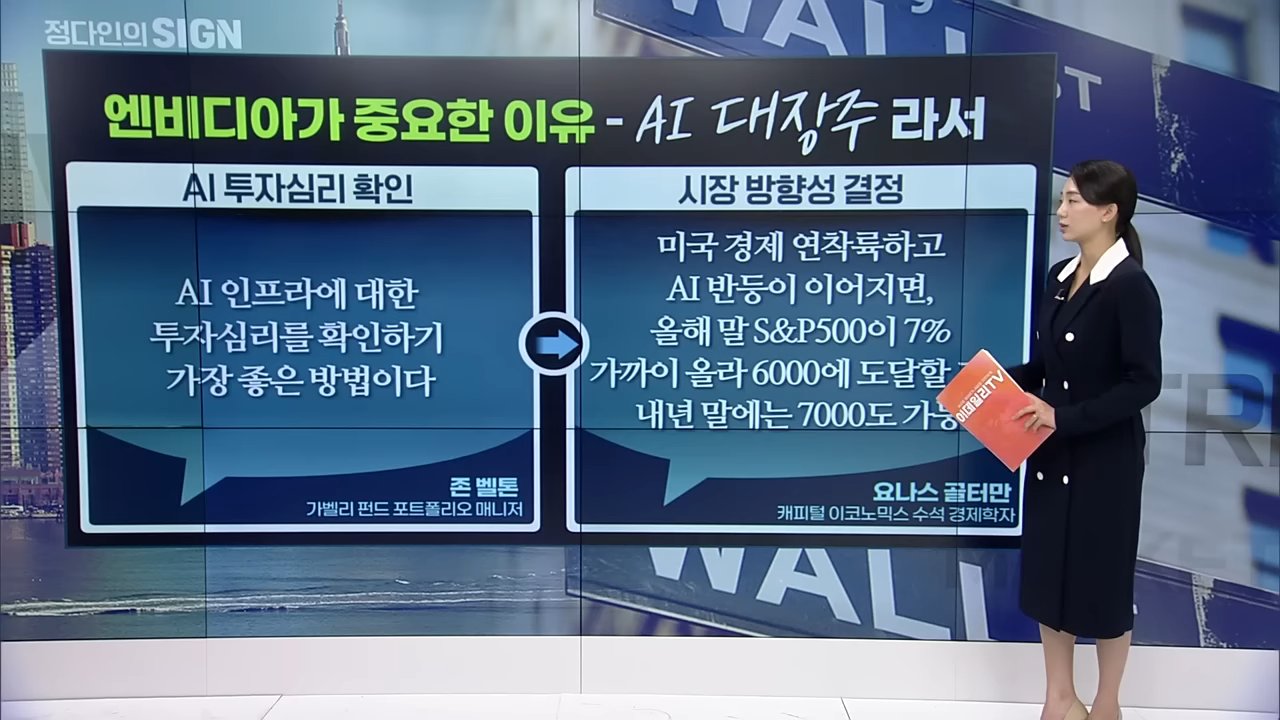 정다인의 SIGN
WALL
ST
엔비디아가 중요한 이유 - AI 대장주 라서
AI 투자심리 확인
AI 인프라에 대한
투자심리를 확인하기
가장 좋은 방법이다
존 벨톤
가벨리 펀드 포트폴리오 매니저
시장 방향성 결정
미국 경제 연착륙하고
AI 반등이 이어지면,
올해 말 S&P500이 7%
가까이 올라 6000에 도달할
내년 말에는 7000도
요나스 골터만
캐피털 이코노믹스 수석 경제학자
이데일리TV
WALL